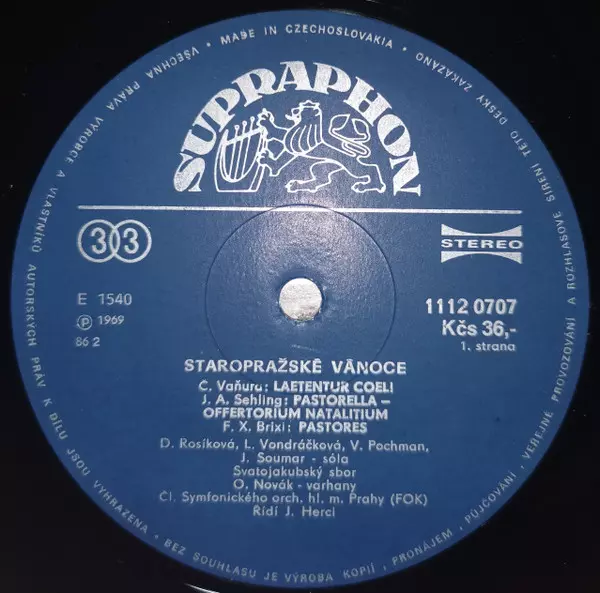 MADE IN CZECHOSLOVAKIA • VŠECHNA PRÁVA VÝROBCE A VLASTNÍKŮ AUTORSKÝCH PRÁV K DÍLU JSOU VYHRAZENA • BEZ SOUHLASU JE VÝROBA KOPIÍ, PRONÁJEM, PŮJČOVÁNÍ, VEŘEJNÉ PROVOZOVÁNÍ A ROZHLASOVÉ ŠÍŘENÍ TÉTO DESKY ZAKÁZÁNO •
SUPRAPHON
33
STEREO
E 1540
1112 0707
Ⓟ 1969
Kčs 36,-
86 2
1. strana
STAROPRAŽSKÉ VÁNOCE
C. Vaňura: LAETENTUR COELI
J. A. Sehling: PASTORELLA –
OFFERTORIUM NATALITIUM
F. X. Brixi: PASTORES
D. Rosíková, L. Vondráčková, V. Pochman,
J. Soumar - sóla
Svatojakubský sbor
O. Novák - varhany
Čl. Symfonického orch. hl. m. Prahy (FOK)
Řídí J. Hercl